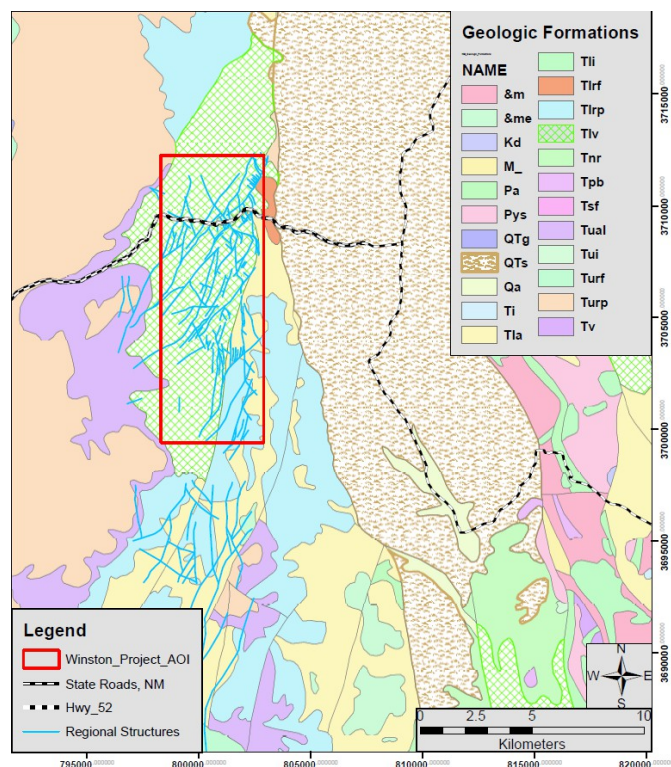 Geologic Formations
NAME
&m
&me
Kd
M_
Pa
Pys
QTg
QTs
Qa
Ti
Tla
Tli
Tlrf
Tlrp
Tlv
Tnr
Tpb
Tsf
Tual
Tui
Turf
Turp
Tv
3715000
3710000
3705000
3700000
3695000
3690000
Legend
Winston_Project_AOI
State Roads, NM
Hwy_52
Regional Structures
N
W E
S
0 2.5 5 10
Kilometers
795000 800000 805000 810000 815000 820000